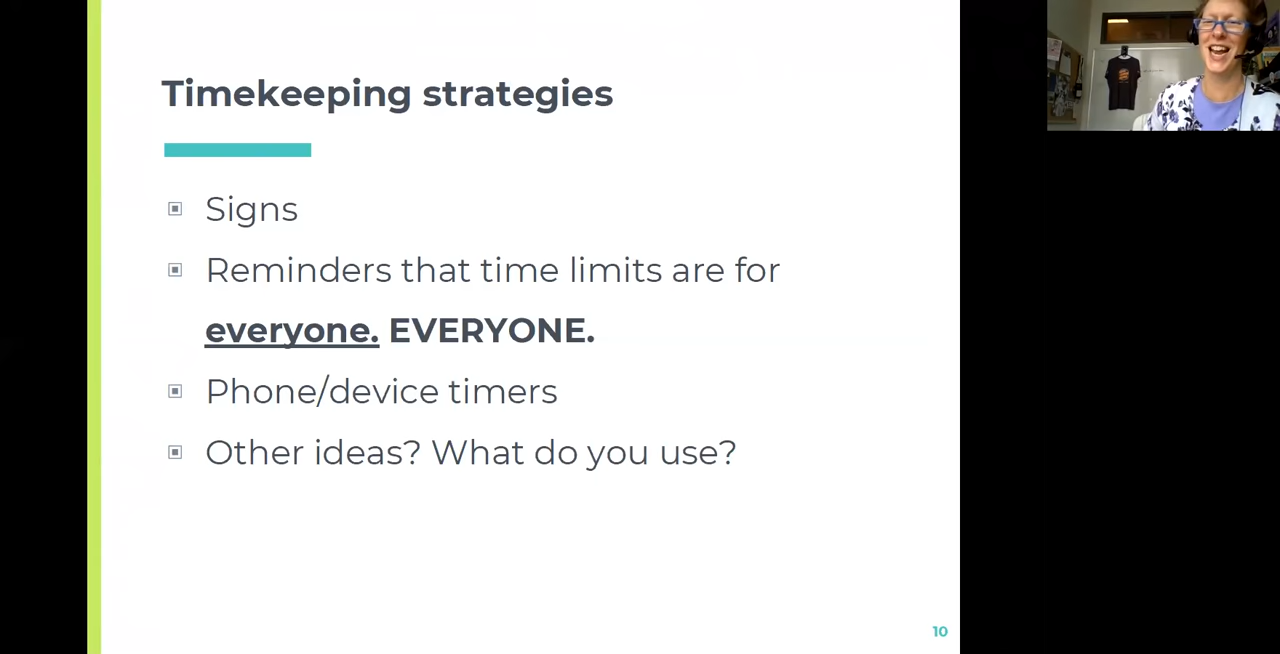 Timekeeping strategies
Signs
Reminders that time limits are for
everyone. EVERYONE.
Phone/device timers
Other ideas? What do you use?
10